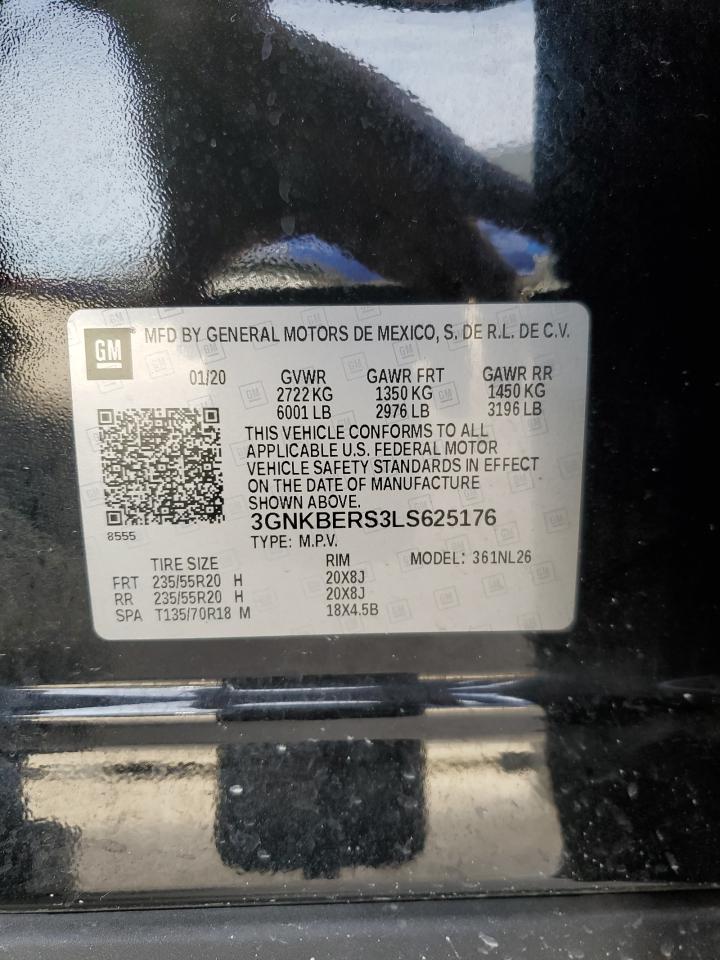 GM MFD BY GENERAL MOTORS DE MEXICO, S. DE R.L. DE C.V.
01/20 GVWR GAWR FRT GAWR RR
2722 KG 1350 KG 1450 KG
6001 LB 2976 LB 3196 LB
THIS VEHICLE CONFORMS TO ALL
APPLICABLE U.S. FEDERAL MOTOR
VEHICLE SAFETY STANDARDS IN EFFECT
ON THE DATE OF MANUFACTURE
SHOWN ABOVE.
3GNKBERS3LS625176
8555
TYPE: M.P.V.
TIRE SIZE RIM MODEL: 361NL26
FRT 235/55R20 H 20X8J
RR 235/55R20 H 20X8J
SPA T135/70R18 M 18X4.5B